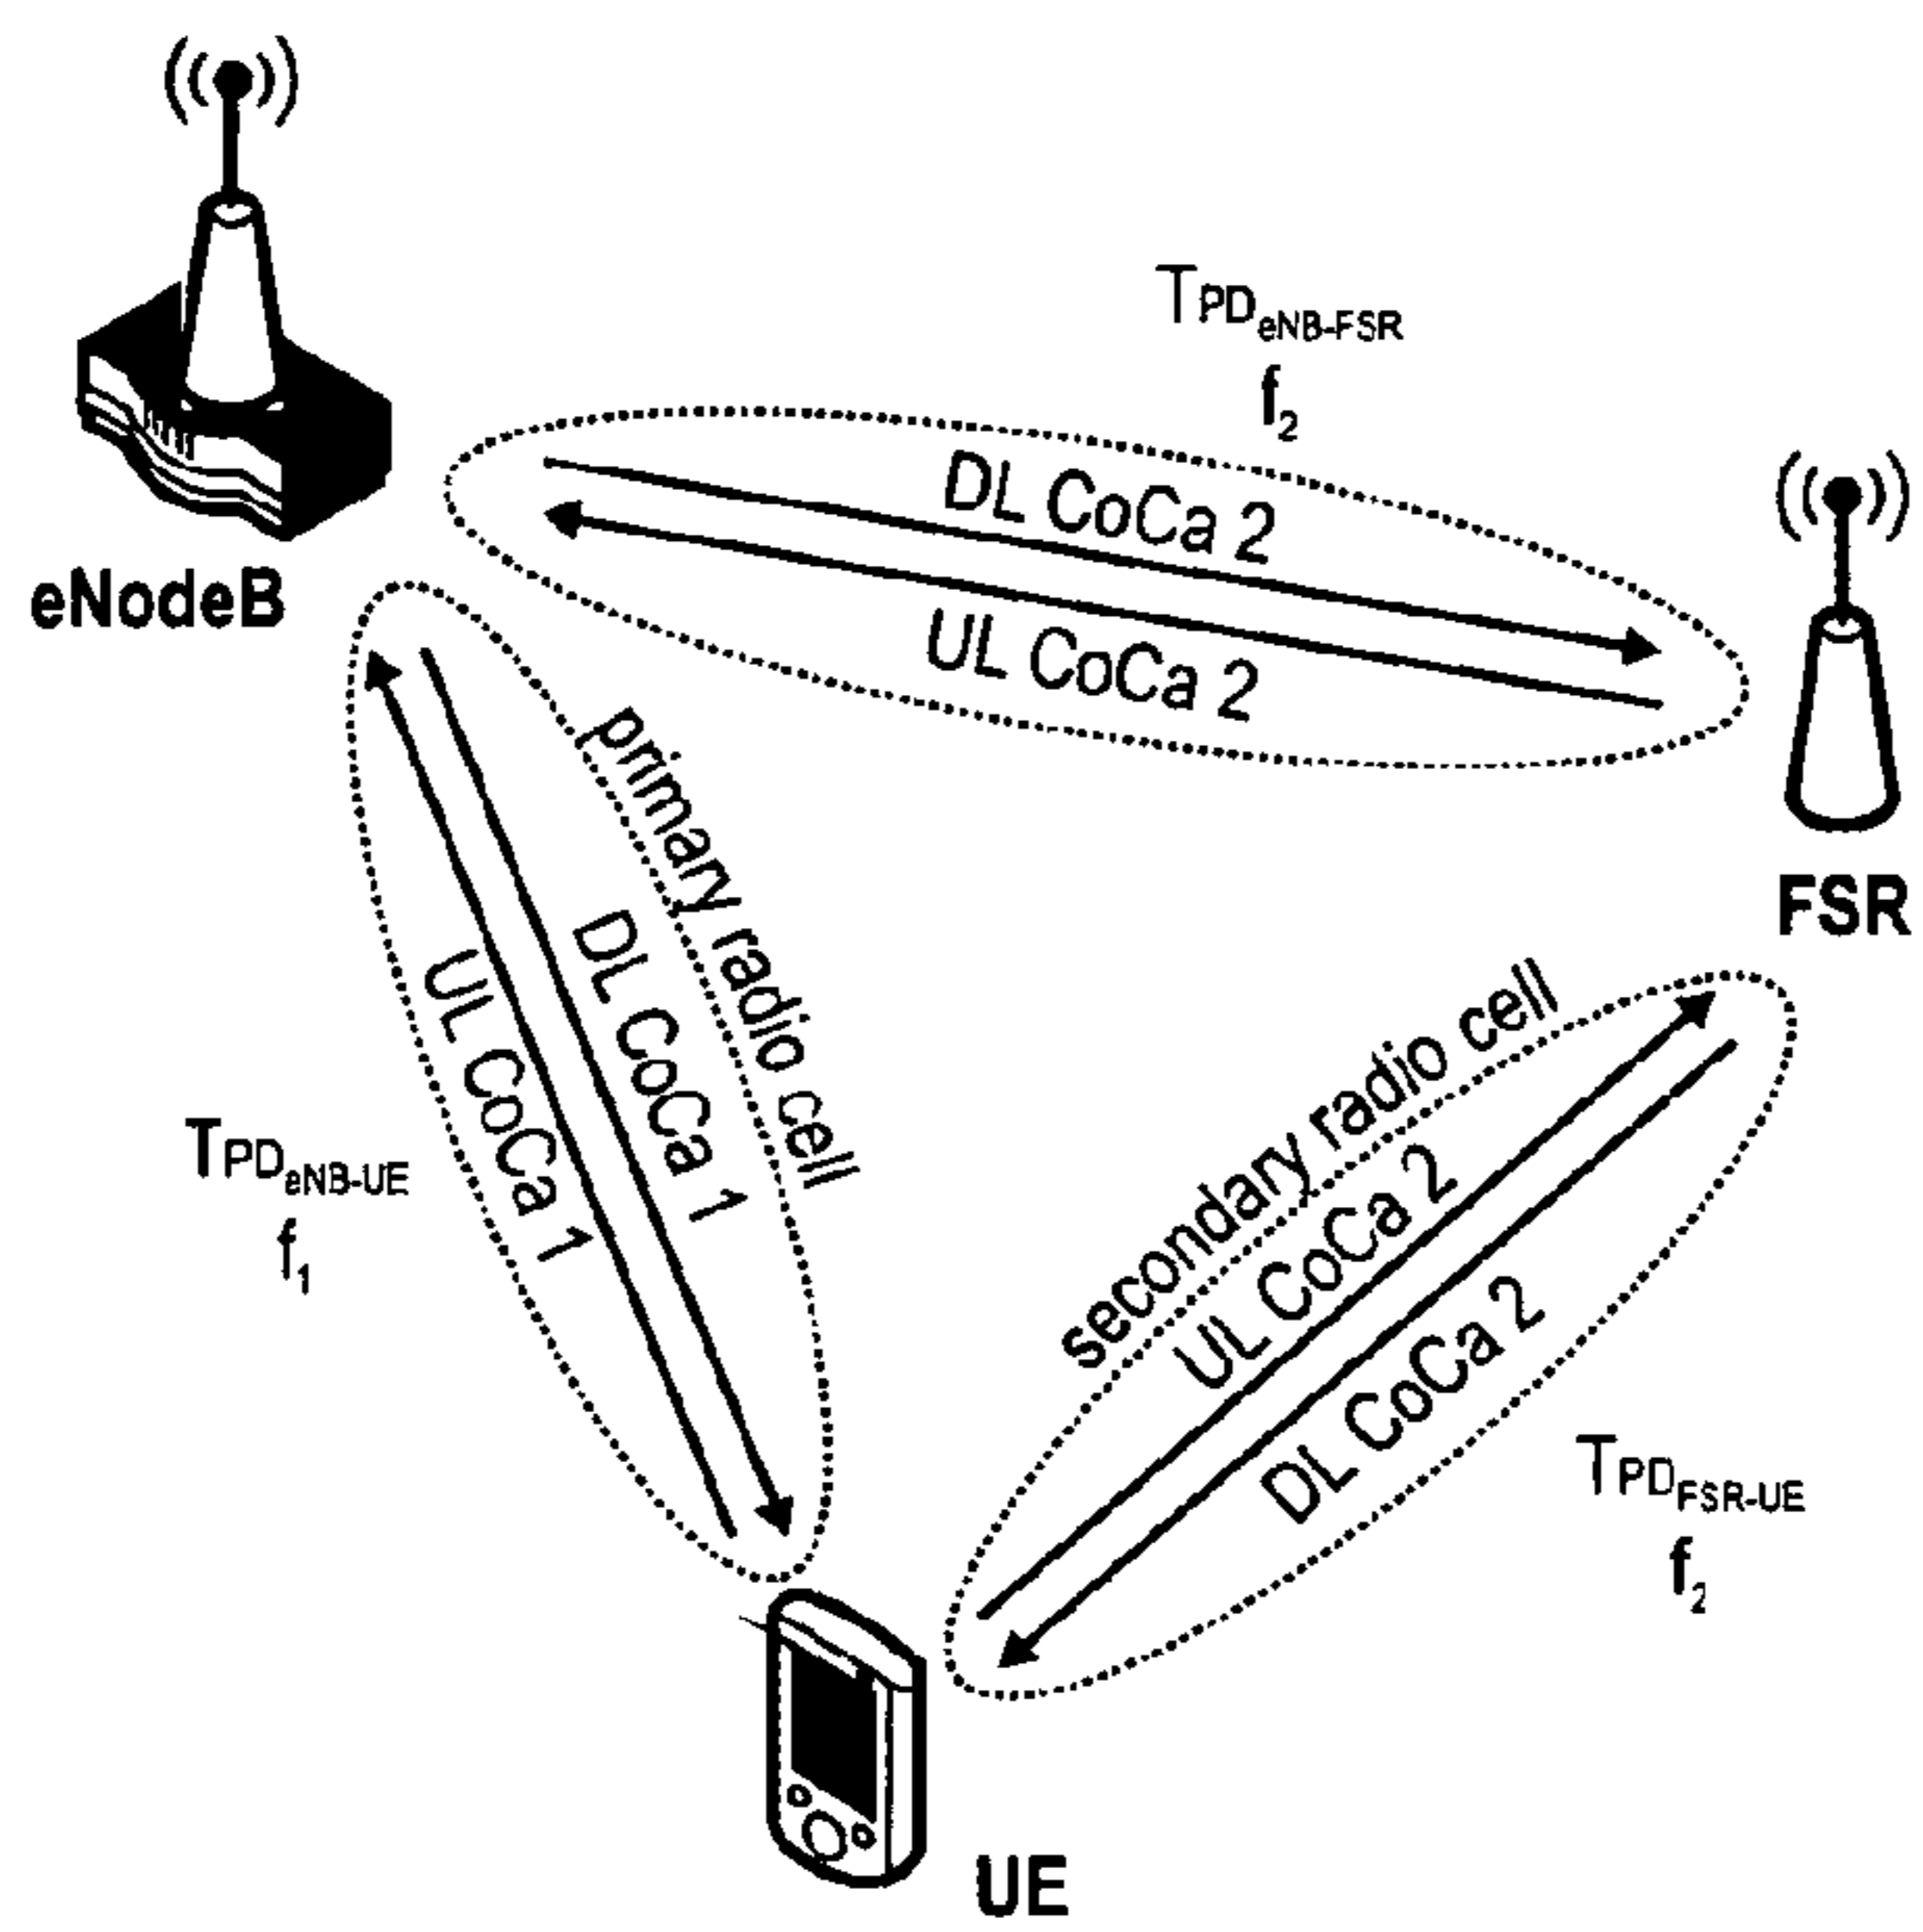 TPDeNB-FSR
f2
DL CoCa 2
UL CoCa 2
eNodeB
FSR
primary radio cell
DL CoCa 1
UL CoCa 1
TPDeNB-UE
f1
secondary radio cell
UL CoCa 2
DL CoCa 2
TPDFSR-UE
f2
UE